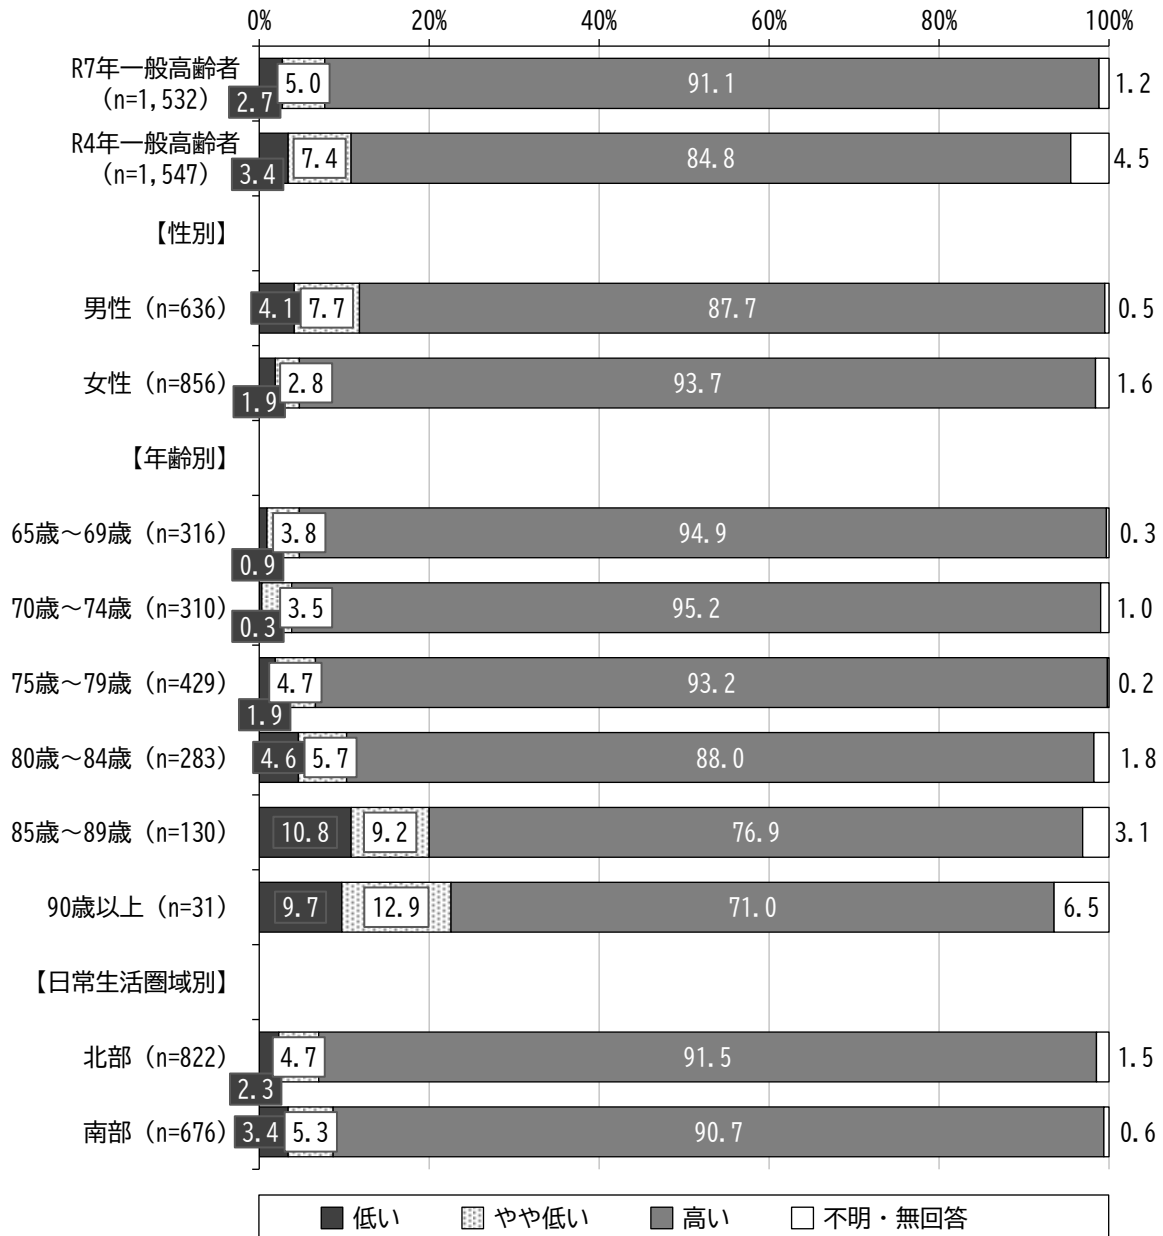 0% 20% 40% 60% 80% 100%
R7年一般高齢者
(n=1,532)
2.7 5.0 91.1 1.2
R4年一般高齢者
(n=1,547)
3.4 7.4 84.8 4.5
【性別】
男性（n=636） 4.1 7.7 87.7 0.5
女性（n=856） 1.9 2.8 93.7 1.6
【年齢別】
65歳～69歳（n=316） 0.9 3.8 94.9 0.3
70歳～74歳（n=310） 0.3 3.5 95.2 1.0
75歳～79歳（n=429） 1.9 4.7 93.2 0.2
80歳～84歳（n=283） 4.6 5.7 88.0 1.8
85歳～89歳（n=130） 10.8 9.2 76.9 3.1
90歳以上（n=31） 9.7 12.9 71.0 6.5
【日常生活圏域別】
北部（n=822） 2.3 4.7 91.5 1.5
南部（n=676） 3.4 5.3 90.7 0.6
低い やや低い 高い 不明・無回答